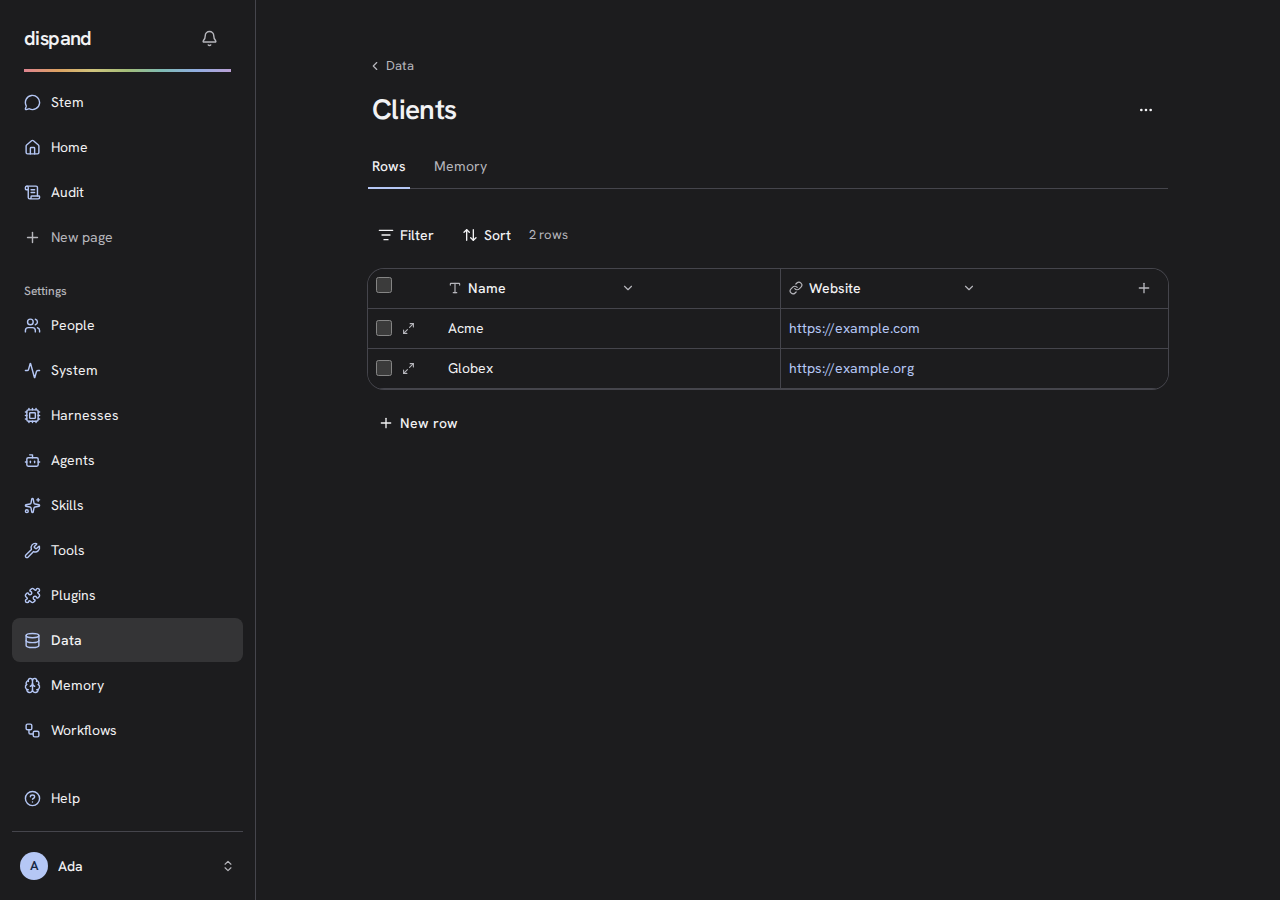 dispand
Stem
Home
Audit
New page
Settings
People
System
Harnesses
Agents
Skills
Tools
Plugins
Data
Memory
Workflows
Help
A Ada
Data
Clients
Rows Memory
Filter Sort 2 rows
Name Website
Acme https://example.com
Globex https://example.org
New row